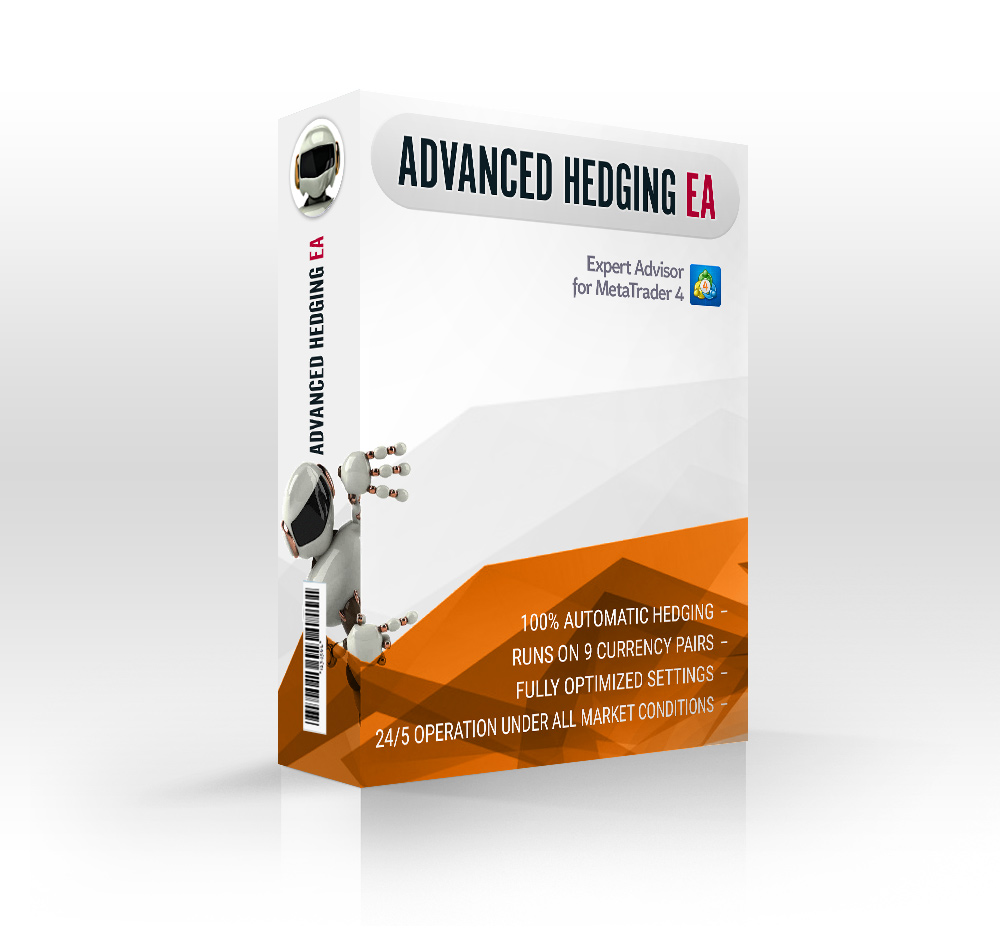 ADVANCED HEDGING EA
Expert Advisor
for MetaTrader 4
4
100% AUTOMATIC HEDGING –
RUNS ON 9 CURRENCY PAIRS –
FULLY OPTIMIZED SETTINGS –
24/5 OPERATION UNDER ALL MARKET CONDITIONS –
ADVANCED HEDGING EA